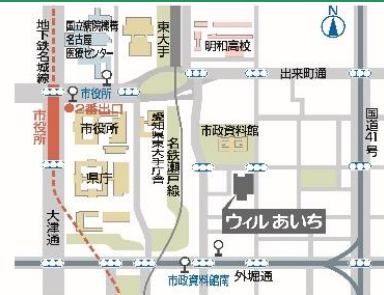 地下鉄名城線
国立病院機構
名古屋
医療センター
東大手
明和高校
N
出来町通
市役所
2番出口
市役所
市役所
愛知県東大手庁舎
名鉄瀬戸線
市政資料館
国道41号
県庁
ウィルあいち
大津通
市政資料館南
外堀通